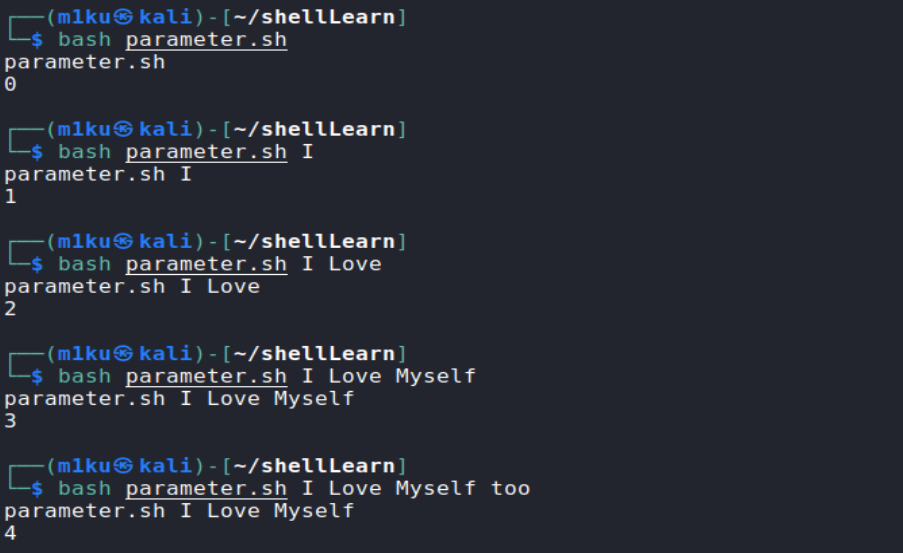 ┌──(m1ku㉿kali)-[~/shellLearn]
└─$ bash parameter.sh
parameter.sh
0
┌──(m1ku㉿kali)-[~/shellLearn]
└─$ bash parameter.sh I
parameter.sh I
1
┌──(m1ku㉿kali)-[~/shellLearn]
└─$ bash parameter.sh I Love
parameter.sh I Love
2
┌──(m1ku㉿kali)-[~/shellLearn]
└─$ bash parameter.sh I Love Myself
parameter.sh I Love Myself
3
┌──(m1ku㉿kali)-[~/shellLearn]
└─$ bash parameter.sh I Love Myself too
parameter.sh I Love Myself
4